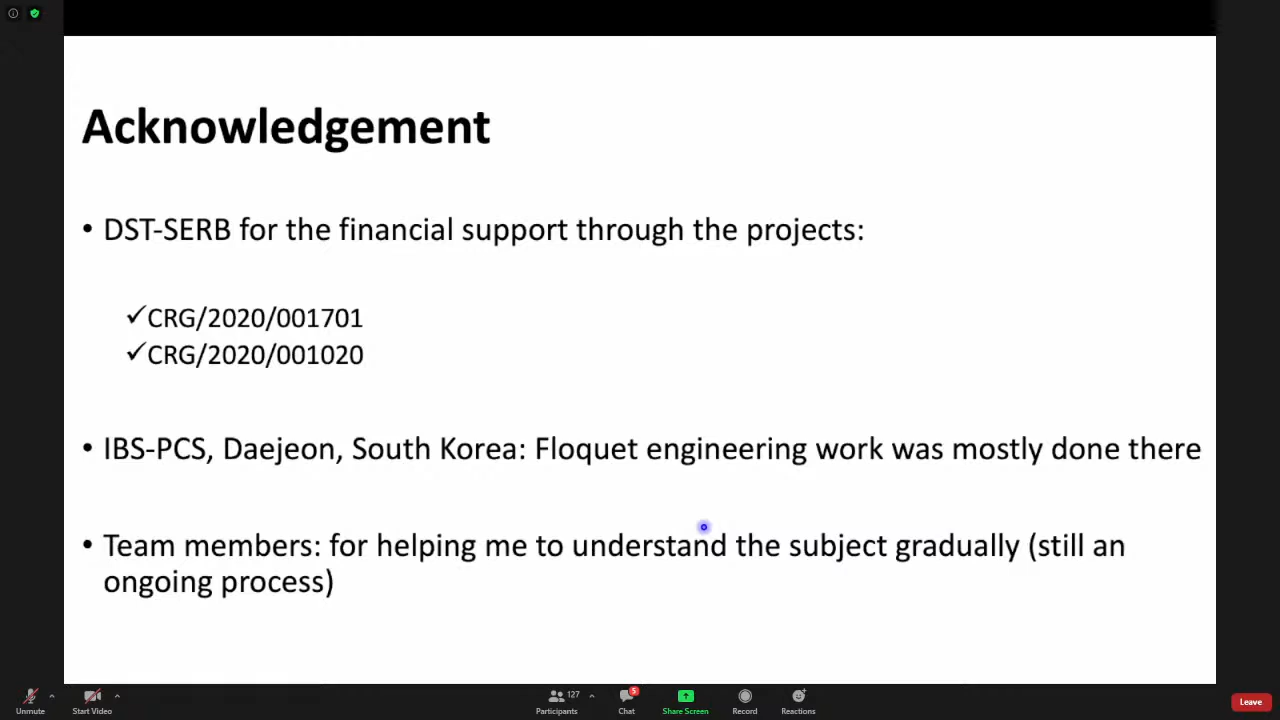 Acknowledgement
• DST-SERB for the financial support through the projects:
✓CRG/2020/001701
✓CRG/2020/001020
• IBS-PCS, Daejeon, South Korea: Floquet engineering work was mostly done there
• Team members: for helping me to understand the subject gradually (still an
ongoing process)
Unmute
Start Video
127
Participants
5
Chat
Share Screen
Record
Reactions
Leave